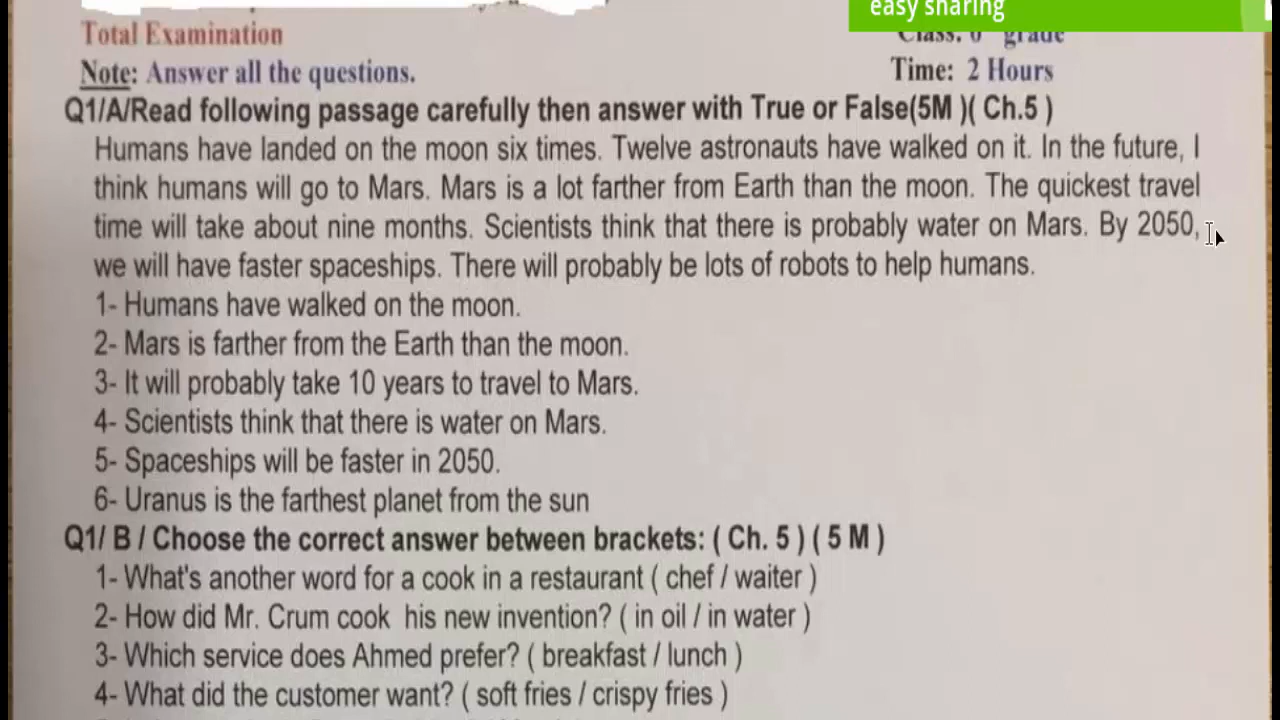 easy sharing
Total Examination
Class. 6 grade
Note: Answer all the questions.
Time: 2 Hours
Q1/A/Read following passage carefully then answer with True or False(5M )( Ch.5 )
Humans have landed on the moon six times. Twelve astronauts have walked on it. In the future, I
think humans will go to Mars. Mars is a lot farther from Earth than the moon. The quickest travel
time will take about nine months. Scientists think that there is probably water on Mars. By 2050,
we will have faster spaceships. There will probably be lots of robots to help humans.
1- Humans have walked on the moon.
2- Mars is farther from the Earth than the moon.
3- It will probably take 10 years to travel to Mars.
4- Scientists think that there is water on Mars.
5- Spaceships will be faster in 2050.
6- Uranus is the farthest planet from the sun
Q1/ B / Choose the correct answer between brackets: ( Ch. 5 ) ( 5 M )
1- What's another word for a cook in a restaurant ( chef / waiter )
2- How did Mr. Crum cook his new invention? ( in oil / in water )
3- Which service does Ahmed prefer? ( breakfast / lunch )
4- What did the customer want? ( soft fries / crispy fries )